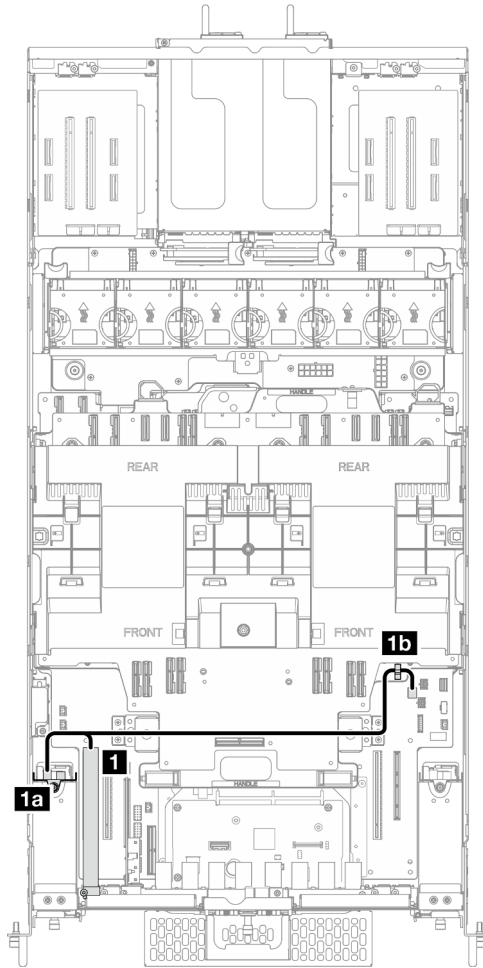 HANDLE
REAR
REAR
FRONT
FRONT
1b
1
1a
HANDLE